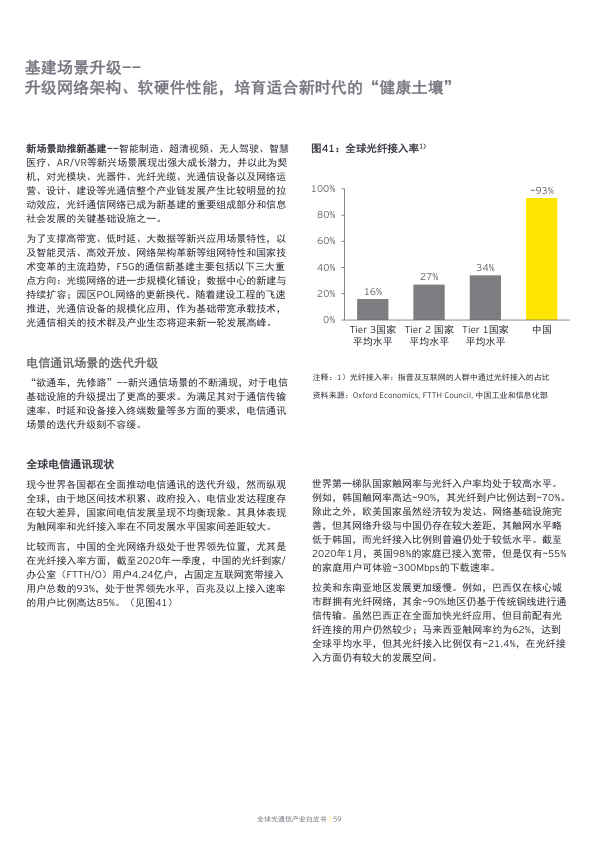 基建场景升级——
升级网络架构、软硬件性能，培育适合新时代的“健康土壤”
新场景助推新基建——智能制造、超清视频、无人驾驶、智慧
医疗、AR/VR等新兴场景展现出强大成长潜力，并以此为契
机，对光模块、光器件、光纤光缆、光通信设备以及网络运
营、设计、建设等光通信整个产业链发展产生比较明显的拉
动效应，光纤通信网络已成为新基建的重要组成部分和信息
社会发展的关键基础设施之一。
为了支撑高带宽、低时延、大数据等新兴应用场景特性，以
及智能灵活、高效开放、网络架构革新等组网特性和国家技
术变革的主流趋势，F5G的通信新基建主要包括以下三大重
点方向：光缆网络的进一步规模化铺设；数据中心的新建与
持续扩容；园区POL网络的更新换代。随着建设工程的飞速
推进，光通信设备的规模化应用，作为基础带宽承载技术，
光通信相关的技术群及产业生态将迎来新一轮发展高峰。
电信通讯场景的迭代升级
“欲通车，先修路”——新兴通信场景的不断涌现，对于电信
基础设施的升级提出了更高的要求。为满足其对于通信传输
速率、时延和设备接入终端数量等多方面的要求，电信通讯
场景的迭代升级刻不容缓。
图41：全球光纤接入率1)
100%
80%
60%
40%
20%
0%
16%
27%
34%
~93%
Tier 3国家
平均水平
Tier 2 国家
平均水平
Tier 1国家
平均水平
中国
注释：1）光纤接入率：指普及互联网的人群中通过光纤接入的占比
资料来源：Oxford Economics, FTTH Council, 中国工业和信息化部
全球电信通讯现状
现今世界各国都在全面推动电信通讯的迭代升级，然而纵观
全球，由于地区间技术积累、政府投入、电信业发达程度存
在较大差异，国家间电信发展呈现不均衡现象。其具体表现
为触网率和光纤接入率在不同发展水平国家间差距较大。
比较而言，中国的全光网络升级处于世界领先位置，尤其是
在光纤接入率方面，截至2020年一季度，中国的光纤到家/
办公室（FTTH/O）用户4.24亿户，占固定互联网宽带接入
用户总数的93%，处于世界领先水平，百兆及以上接入速率
的用户比例高达85%。（见图41）
世界第一梯队国家触网率与光纤入户率均处于较高水平。
例如，韩国触网率高达~90%，其光纤到户比例达到~70%。
除此之外，欧美国家虽然经济较为发达、网络基础设施完
善，但其网络升级与中国仍存在较大差距，其触网水平略
低于韩国，而光纤接入比例则普遍仍处于较低水平。截至
2020年1月，英国98%的家庭已接入宽带，但是仅有~55%
的家庭用户可体验~300Mbps的下载速率。
拉美和东南亚地区发展更加缓慢。例如，巴西仅在核心城
市群拥有光纤网络，其余~90%地区仍基于传统铜线进行通
信传输。虽然巴西正在全面加快光纤应用，但目前配有光
纤连接的用户仍然较少；马来西亚触网率约为62%，达到
全球平均水平，但其光纤接入比例仅有~21.4%，在光纤接
入方面仍有较大的发展空间。
全球光通信产业白皮书 | 59